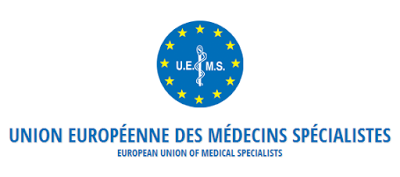 U.E. M.S.
UNION EUROPÉENNE DES MÉDECINS SPÉCIALISTES
EUROPEAN UNION OF MEDICAL SPECIALISTS